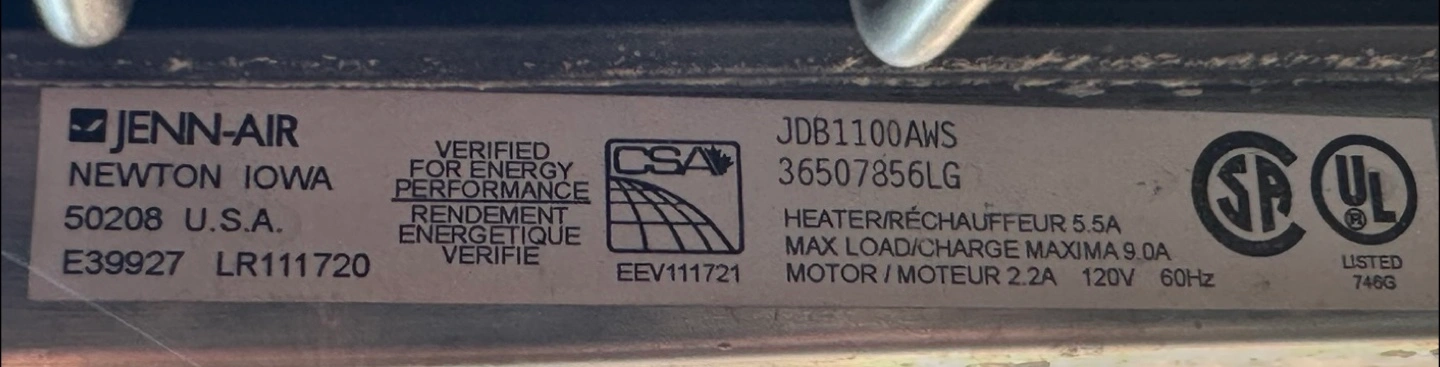 JENN-AIR
NEWTON IOWA
50208 U.S.A.
E39927 LR111720
VERIFIED
FOR ENERGY
PERFORMANCE
RENDEMENT
ENERGETIQUE
VERIFIE
CSA
EEV111721
JDB1100AWS
36507856LG
HEATER/RÉCHAUFFEUR 5.5A
MAX LOAD/CHARGE MAXIMA 9.0A
MOTOR / MOTEUR 2.2A 120V 60Hz
SA
UL
®
LISTED
746G